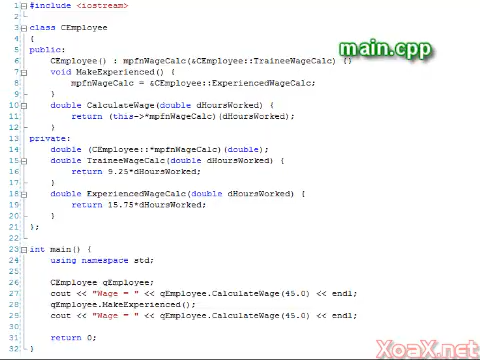 main.cpp
1 #include <iostream>
2
3 class CEmployee
4 {
5 public:
6 CEmployee() : mpfnWageCalc(&CEmployee::TraineeWageCalc) {}
7 void MakeExperienced() {
8 mpfnWageCalc = &CEmployee::ExperiencedWageCalc;
9 }
10 double CalculateWage(double dHoursWorked) {
11 return (this->*mpfnWageCalc)(dHoursWorked);
12 }
13 private:
14 double (CEmployee::*mpfnWageCalc)(double);
15 double TraineeWageCalc(double dHoursWorked) {
16 return 9.25*dHoursWorked;
17 }
18 double ExperiencedWageCalc(double dHoursWorked) {
19 return 15.75*dHoursWorked;
20 }
21 };
22
23 int main() {
24 using namespace std;
25
26 CEmployee qEmployee;
27 cout << "Wage = " << qEmployee.CalculateWage(45.0) << endl;
28 qEmployee.MakeExperienced();
29 cout << "Wage = " << qEmployee.CalculateWage(45.0) << endl;
30
31 return 0;
32 }
XoaX.net